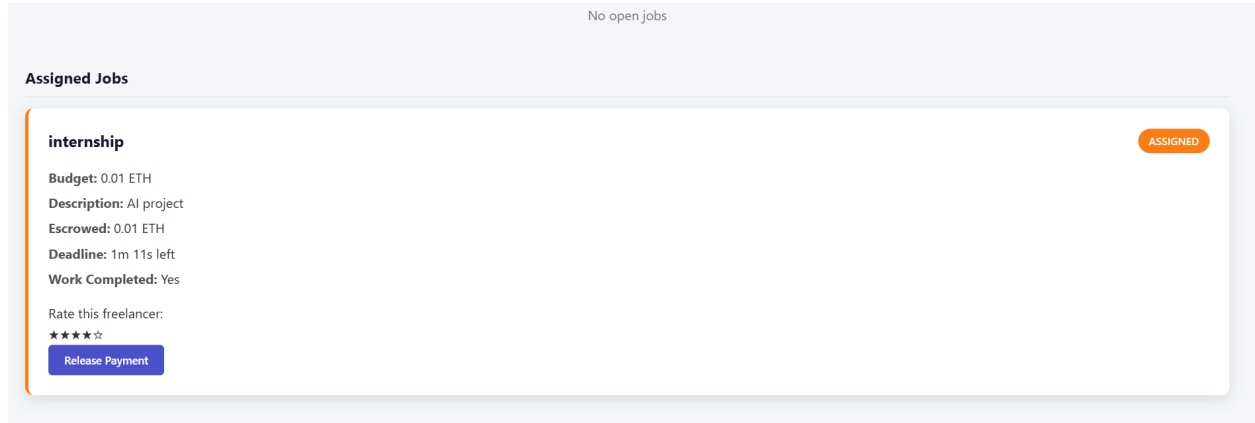 No open jobs
Assigned Jobs
internship
ASSIGNED
Budget: 0.01 ETH
Description: AI project
Escrowed: 0.01 ETH
Deadline: 1m 11s left
Work Completed: Yes
Rate this freelancer:
★★★★☆
Release Payment